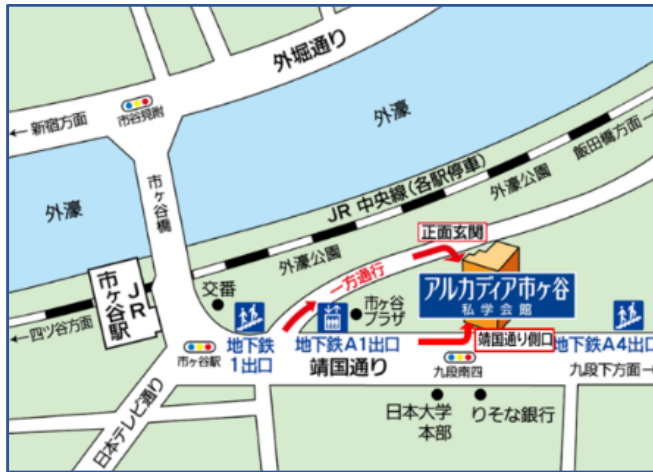 外堀通り
市谷見附
←新宿方面
外濠
飯田橋方面→
外濠公園
JR 中央線(各駅停車)
市ヶ谷橋
外濠
外濠公園
正面玄関
一方通行
アルカディア市ヶ谷
私学会館
JR
市ヶ谷駅
交番
市ヶ谷
プラザ
←四ツ谷方面
市ヶ谷駅
地下鉄
1出口
地下鉄A1出口
靖国通り側口
地下鉄A4出口
靖国通り
九段南四
九段下方面→
日本テレビ通り
日本大学
本部
りそな銀行